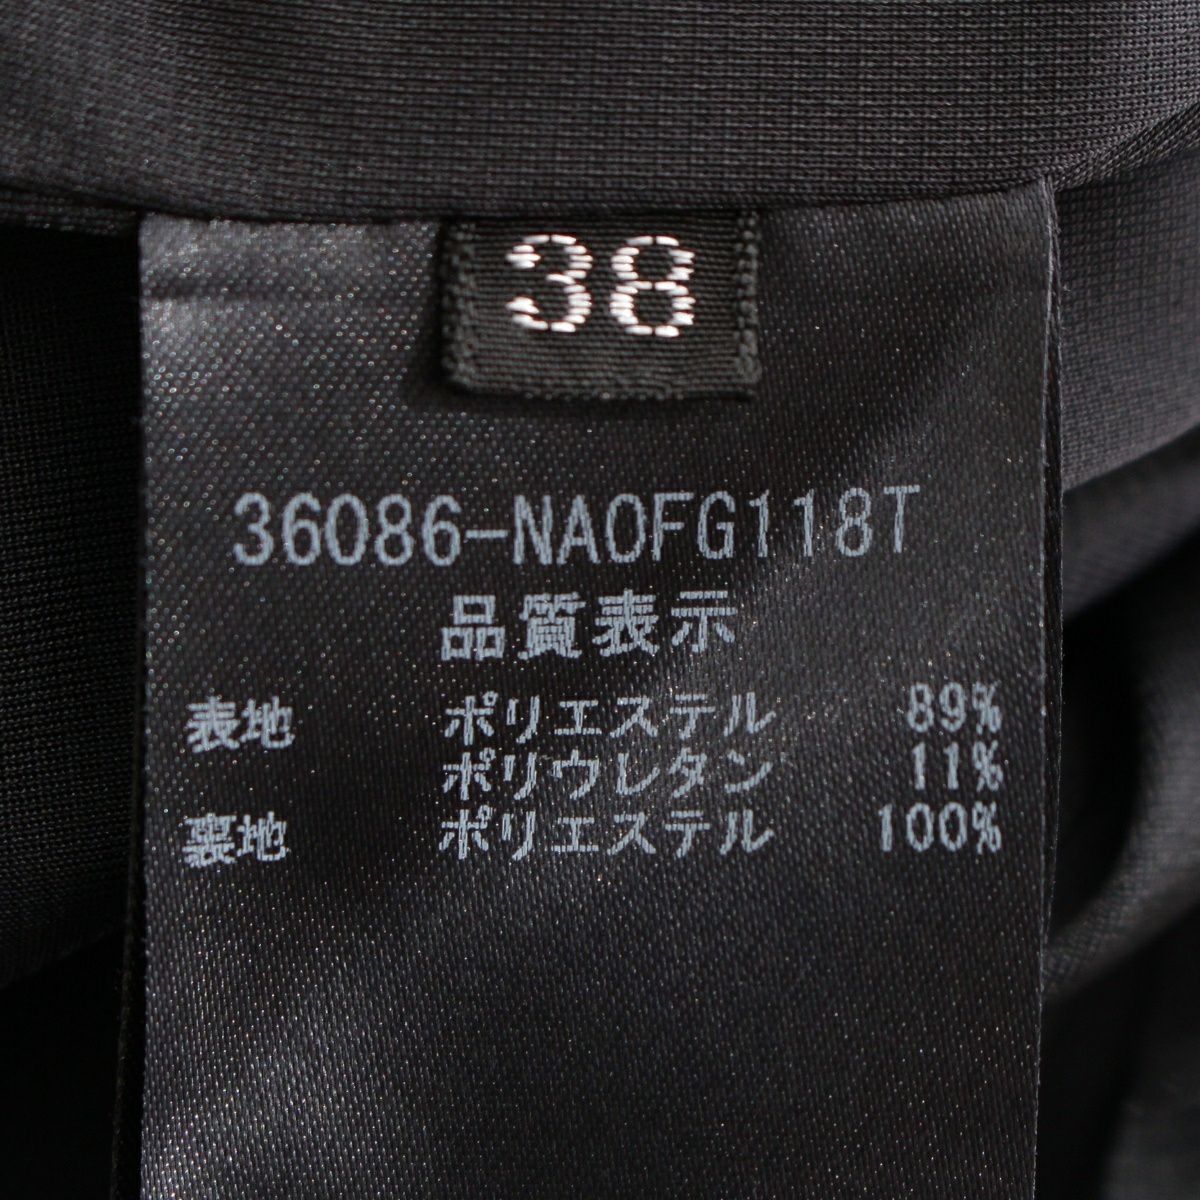 38
36086-NAOFG118T
品質表示
表地 ポリエステル 89%
ポリウレタン 11%
裏地 ポリエステル 100%